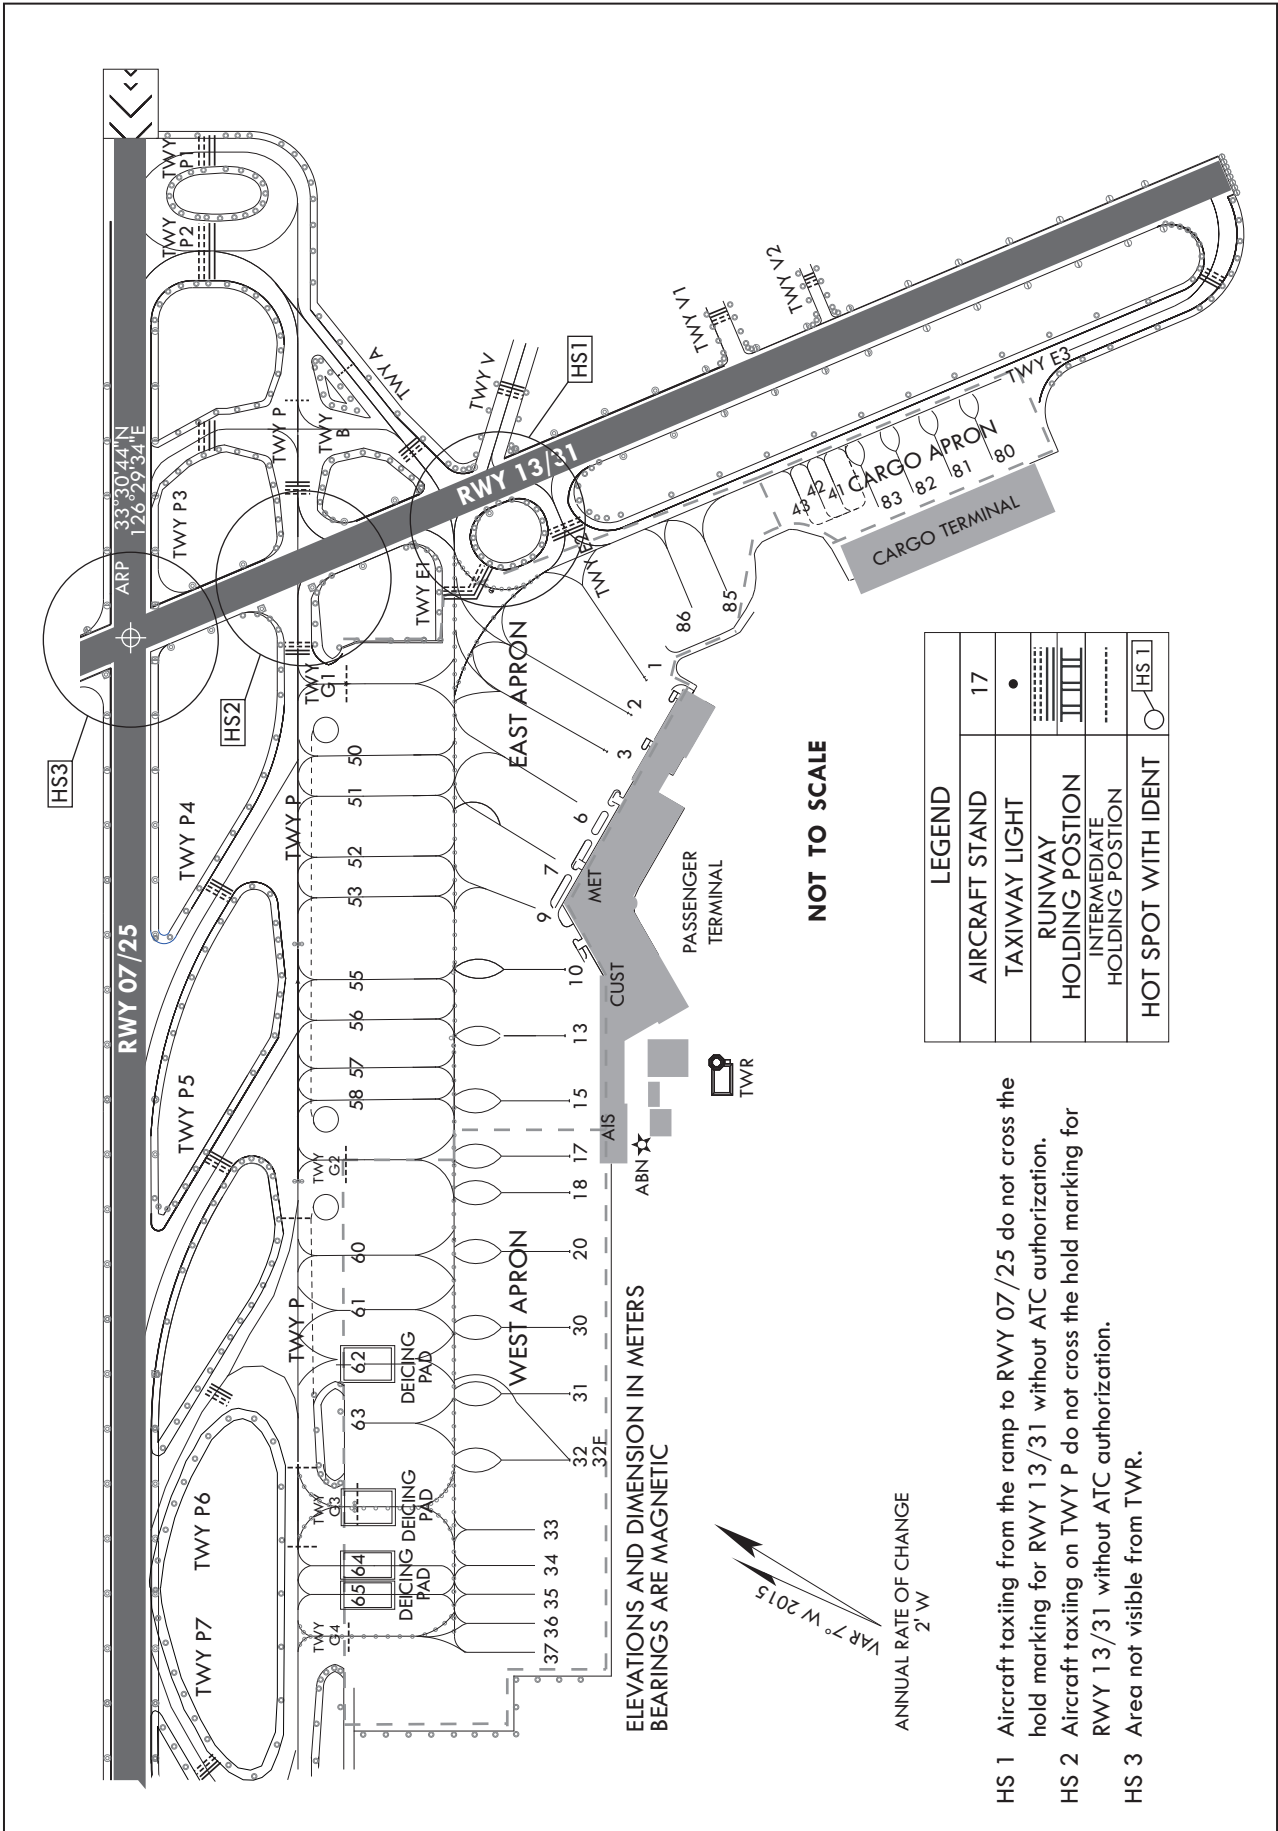 RWY 07/25
ARP
33°30'44"N
126°29'34"E
HS3
HS2
HS1
TWY P1
TWY P2
TWY P3
TWY P4
TWY P5
TWY P6
TWY P7
TWY P
TWY P
TWY P
TWY A
TWY B
TWY V
TWY V1
TWY V2
RWY 13/31
TWY E1
TWY E2
TWY E3
TWY G1
TWY G2
TWY G3
TWY G4
50
51
52
53
55
56
57
58
60
61
62
63
64
65
DEICING PAD
DEICING PAD
DEICING PAD
EAST APRON
WEST APRON
1
2
3
6
7
9
10
13
15
17
18
20
30
31
32
32F
33
34
35
36
37
86
85
43
42
41
83
82
81
80
CARGO APRON
CARGO TERMINAL
MET
CUST
AIS
PASSENGER
TERMINAL
TWR
ABN
NOT TO SCALE
ELEVATIONS AND DIMENSION IN METERS
BEARINGS ARE MAGNETIC
VAR 7° W 2015
ANNUAL RATE OF CHANGE
2' W
LEGEND
AIRCRAFT STAND 17
TAXIWAY LIGHT
RUNWAY
HOLDING POSTION
INTERMEDIATE
HOLDING POSTION
HOT SPOT WITH IDENT HS 1
HS 1 Aircraft taxiing from the ramp to RWY 07/25 do not cross the
hold marking for RWY 13/31 without ATC authorization.
HS 2 Aircraft taxiing on TWY P do not cross the hold marking for
RWY 13/31 without ATC authorization.
HS 3 Area not visible from TWR.